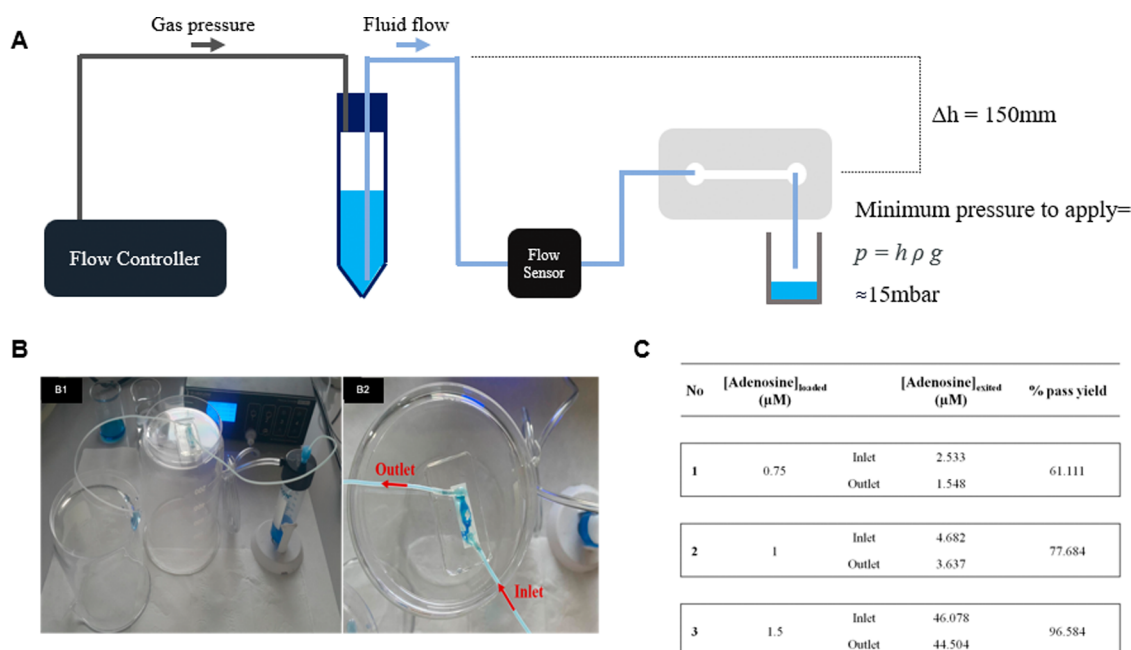 A
Gas pressure
Fluid flow
Δh = 150mm
Flow Controller
Flow
Sensor
Minimum pressure to apply=
p = h ρ g
≈15mbar
B
B1
B2
Outlet
Inlet
C
No [Adenosine]loaded (µM) [Adenosine]exited (µM) % pass yield
1 0.75 Inlet 2.533 61.111
Outlet 1.548
2 1 Inlet 4.682 77.684
Outlet 3.637
3 1.5 Inlet 46.078 96.584
Outlet 44.504